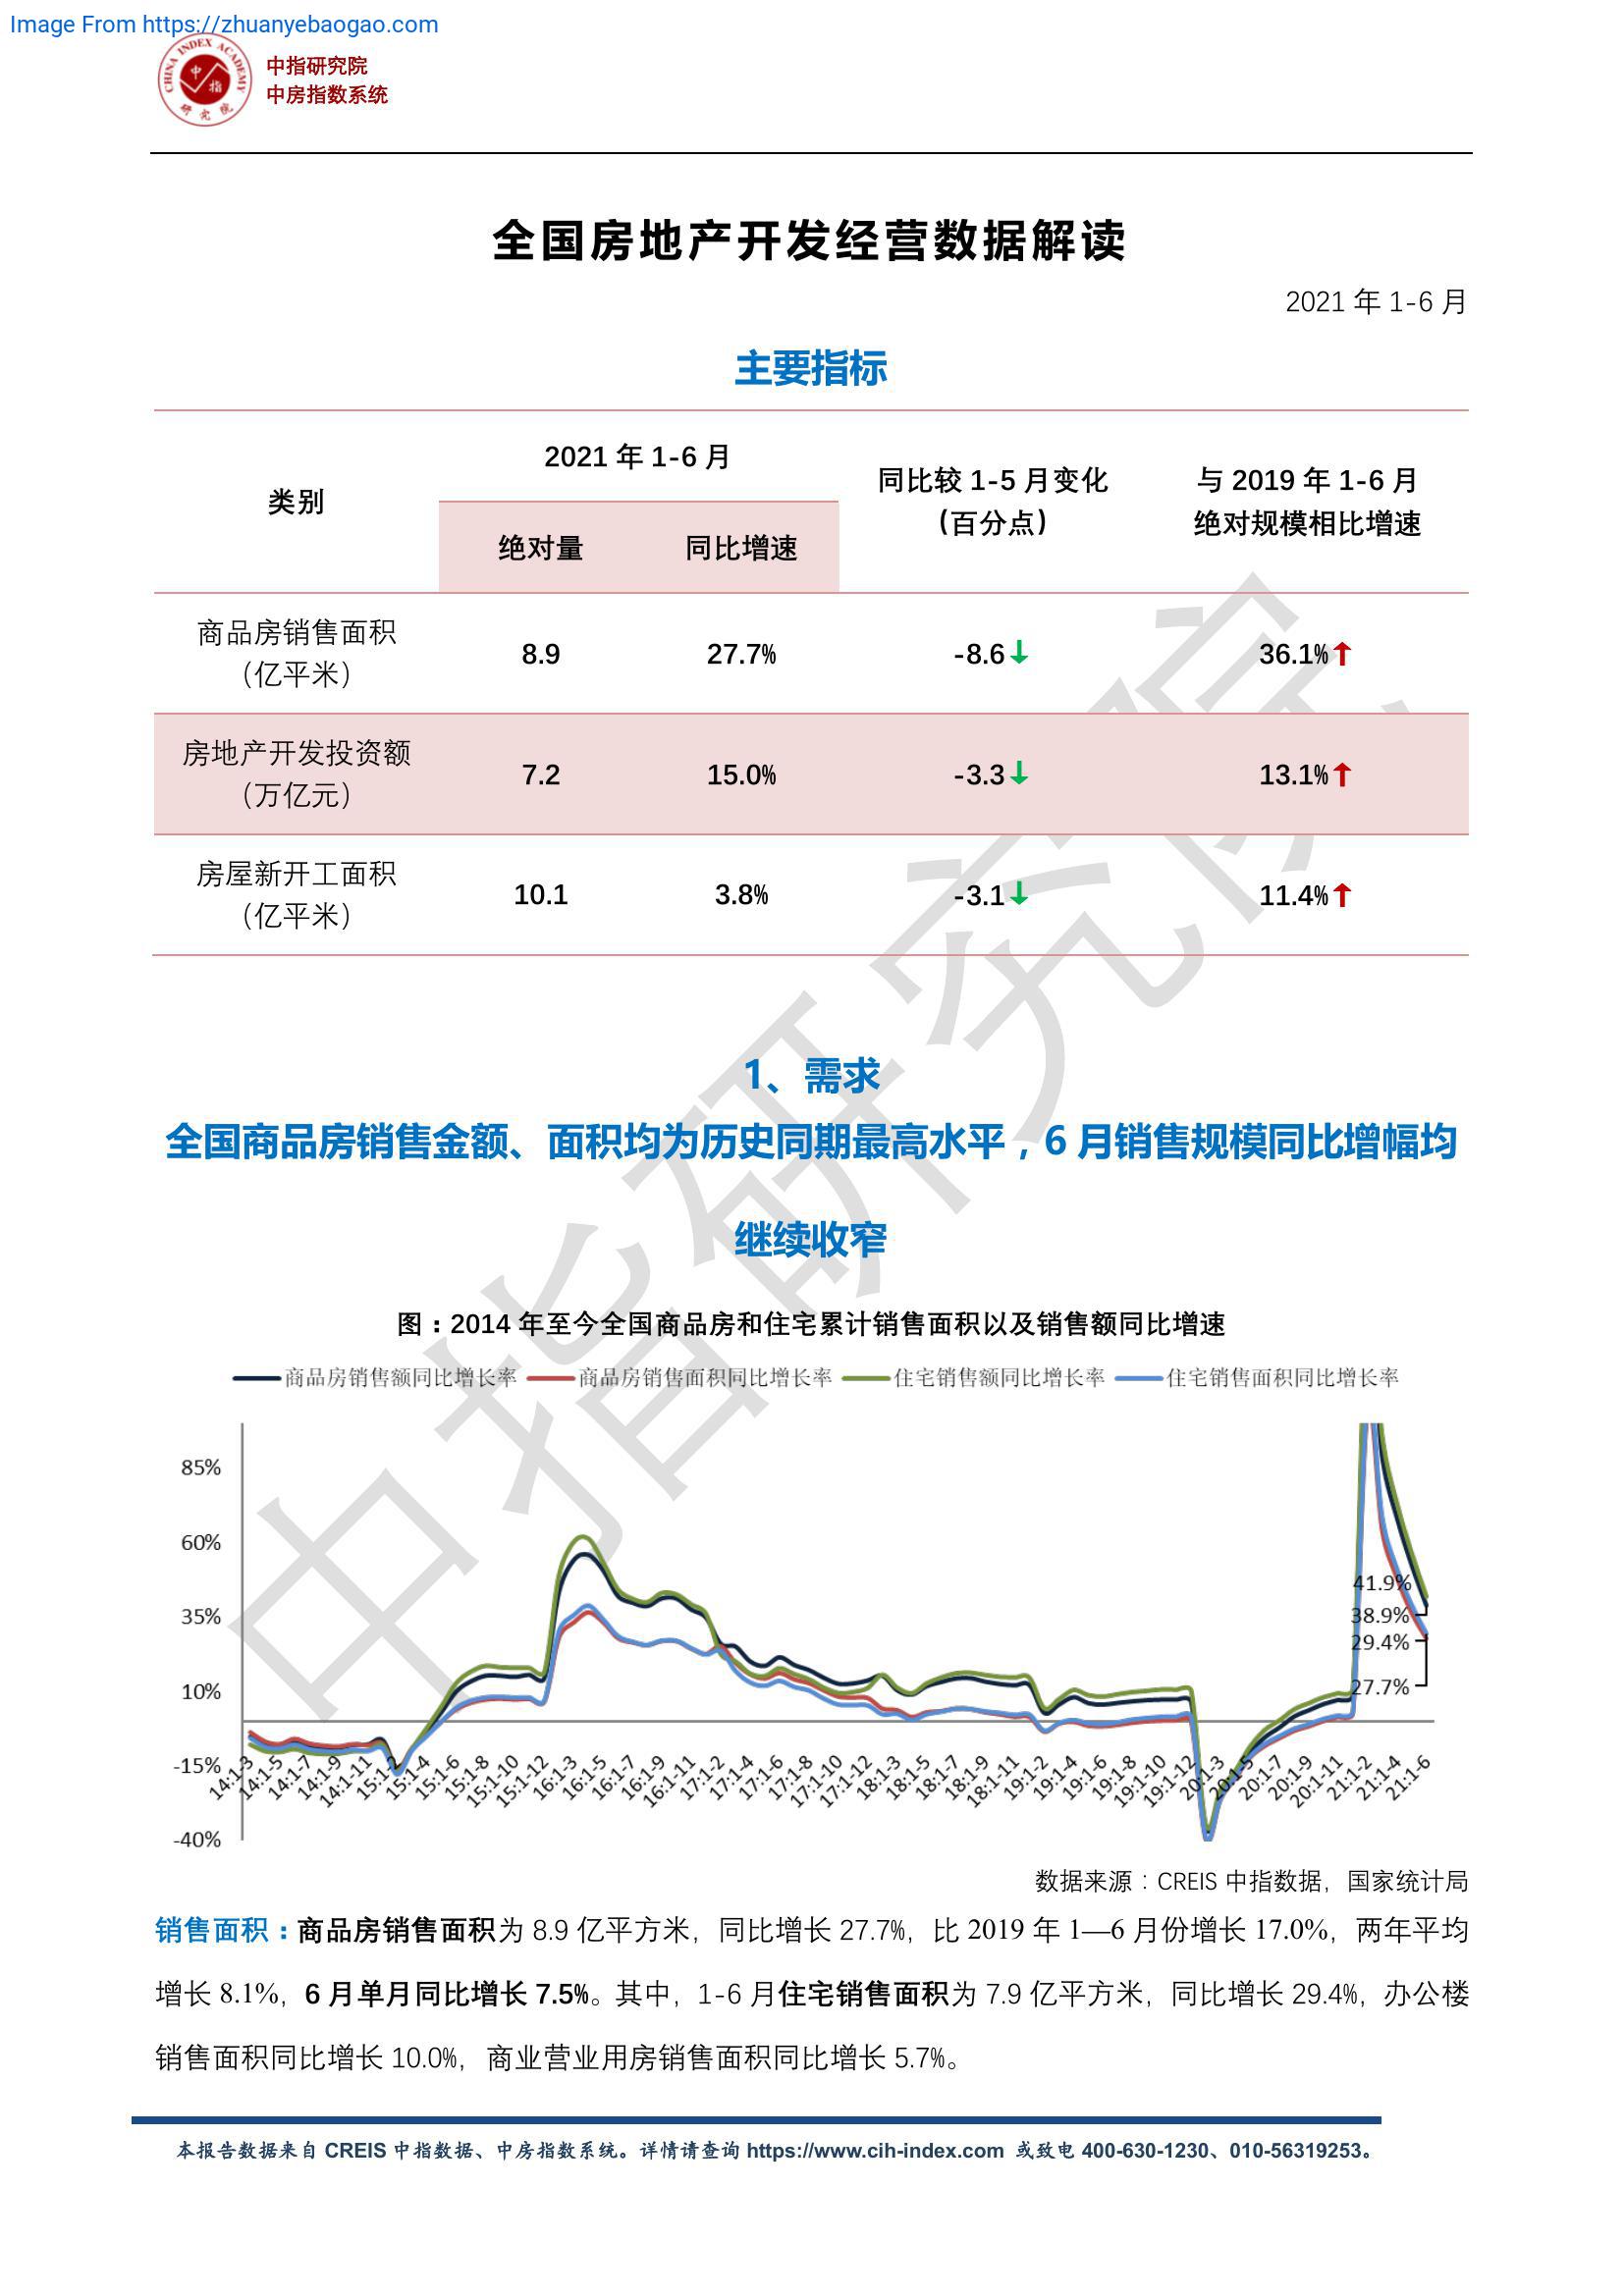 Image From https://zhuanyebaogao.com
CHINA INDEX ACADEMY
中指
研究院
中指研究院
中房指数系统
全国房地产开发经营数据解读
2021 年 1-6 月
主要指标
类别
2021 年 1-6 月
绝对量
同比增速
同比较 1-5 月变化
(百分点)
与 2019 年 1-6 月
绝对规模相比增速
商品房销售面积
（亿平米）
8.9
27.7%
-8.6↓
36.1%↑
房地产开发投资额
（万亿元）
7.2
15.0%
-3.3↓
13.1%↑
房屋新开工面积
（亿平米）
10.1
3.8%
-3.1↓
11.4%↑
中指研究院
1、需求
全国商品房销售金额、面积均为历史同期最高水平，6 月销售规模同比增幅均
继续收窄
图：2014 年至今全国商品房和住宅累计销售面积以及销售额同比增速
商品房销售额同比增长率 商品房销售面积同比增长率 住宅销售额同比增长率 住宅销售面积同比增长率
85%
60%
35%
10%
-15%
-40%
41.9%
38.9%
29.4%
27.7%
14:1-3 14:1-5 14:1-7 14:1-9 14:1-11 15:1-2 15:1-4 15:1-6 15:1-8 15:1-10 15:1-12 16:1-3 16:1-5 16:1-7 16:1-9 16:1-11 17:1-2 17:1-4 17:1-6 17:1-8 17:1-10 17:1-12 18:1-3 18:1-5 18:1-7 18:1-9 18:1-11 19:1-2 19:1-4 19:1-6 19:1-8 19:1-10 19:1-12 20:1-3 20:1-5 20:1-7 20:1-9 20:1-11 21:1-2 21:1-4 21:1-6
数据来源：CREIS 中指数据，国家统计局
销售面积：商品房销售面积为 8.9 亿平方米，同比增长 27.7%，比 2019 年 1—6 月份增长 17.0%，两年平均
增长 8.1%，6 月单月同比增长 7.5%。其中，1-6 月住宅销售面积为 7.9 亿平方米，同比增长 29.4%，办公楼
销售面积同比增长 10.0%，商业营业用房销售面积同比增长 5.7%。
本报告数据来自 CREIS 中指数据、中房指数系统。详情请查询 https://www.cih-index.com 或致电 400-630-1230、010-56319253。